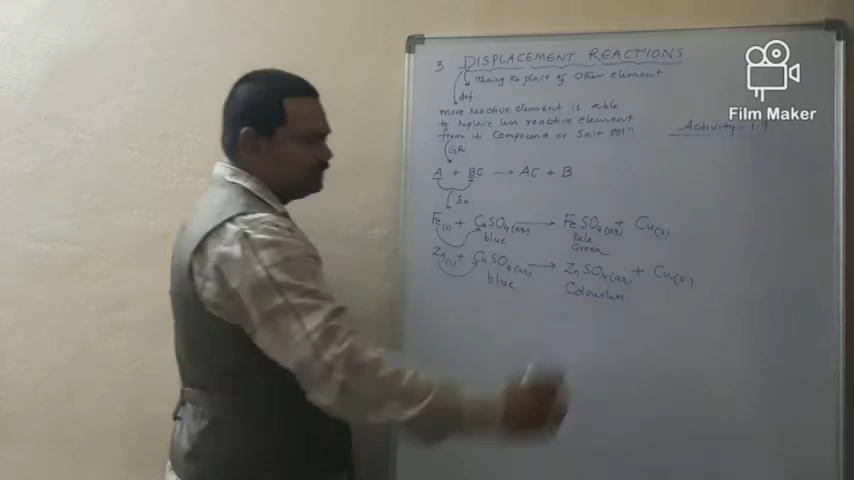 3. DISPLACEMENT REACTIONS
Taking the place of Other element
def
more reactive element is able
to replace less reactive element
from its Compound or Salt solⁿ
Activity - 1.9
GR
A + BC → AC + B
Ex
Fe(s) + CuSO4(aq) → FeSO4(aq) + Cu(s)
blue
Pale
Green
Zn(s) + CuSO4(aq) → ZnSO4(aq) + Cu(s)
blue
Colourless
Film Maker